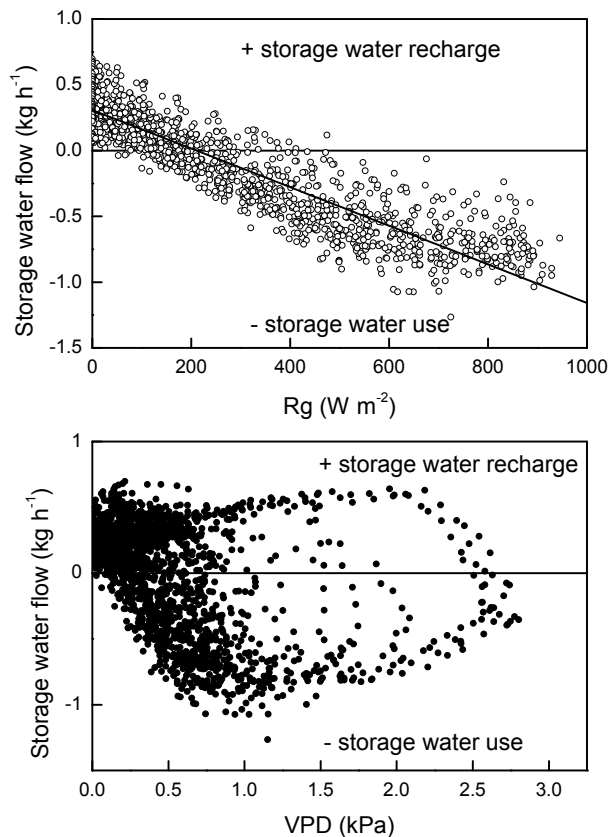 1.0
+ storage water recharge
0.5
0.0
-0.5
-1.0
- storage water use
-1.5
0 200 400 600 800 1000
Storage water flow (kg h⁻¹)
Rg (W m⁻²)
1
+ storage water recharge
0
-1
- storage water use
0.0 0.5 1.0 1.5 2.0 2.5 3.0
Storage water flow (kg h⁻¹)
VPD (kPa)